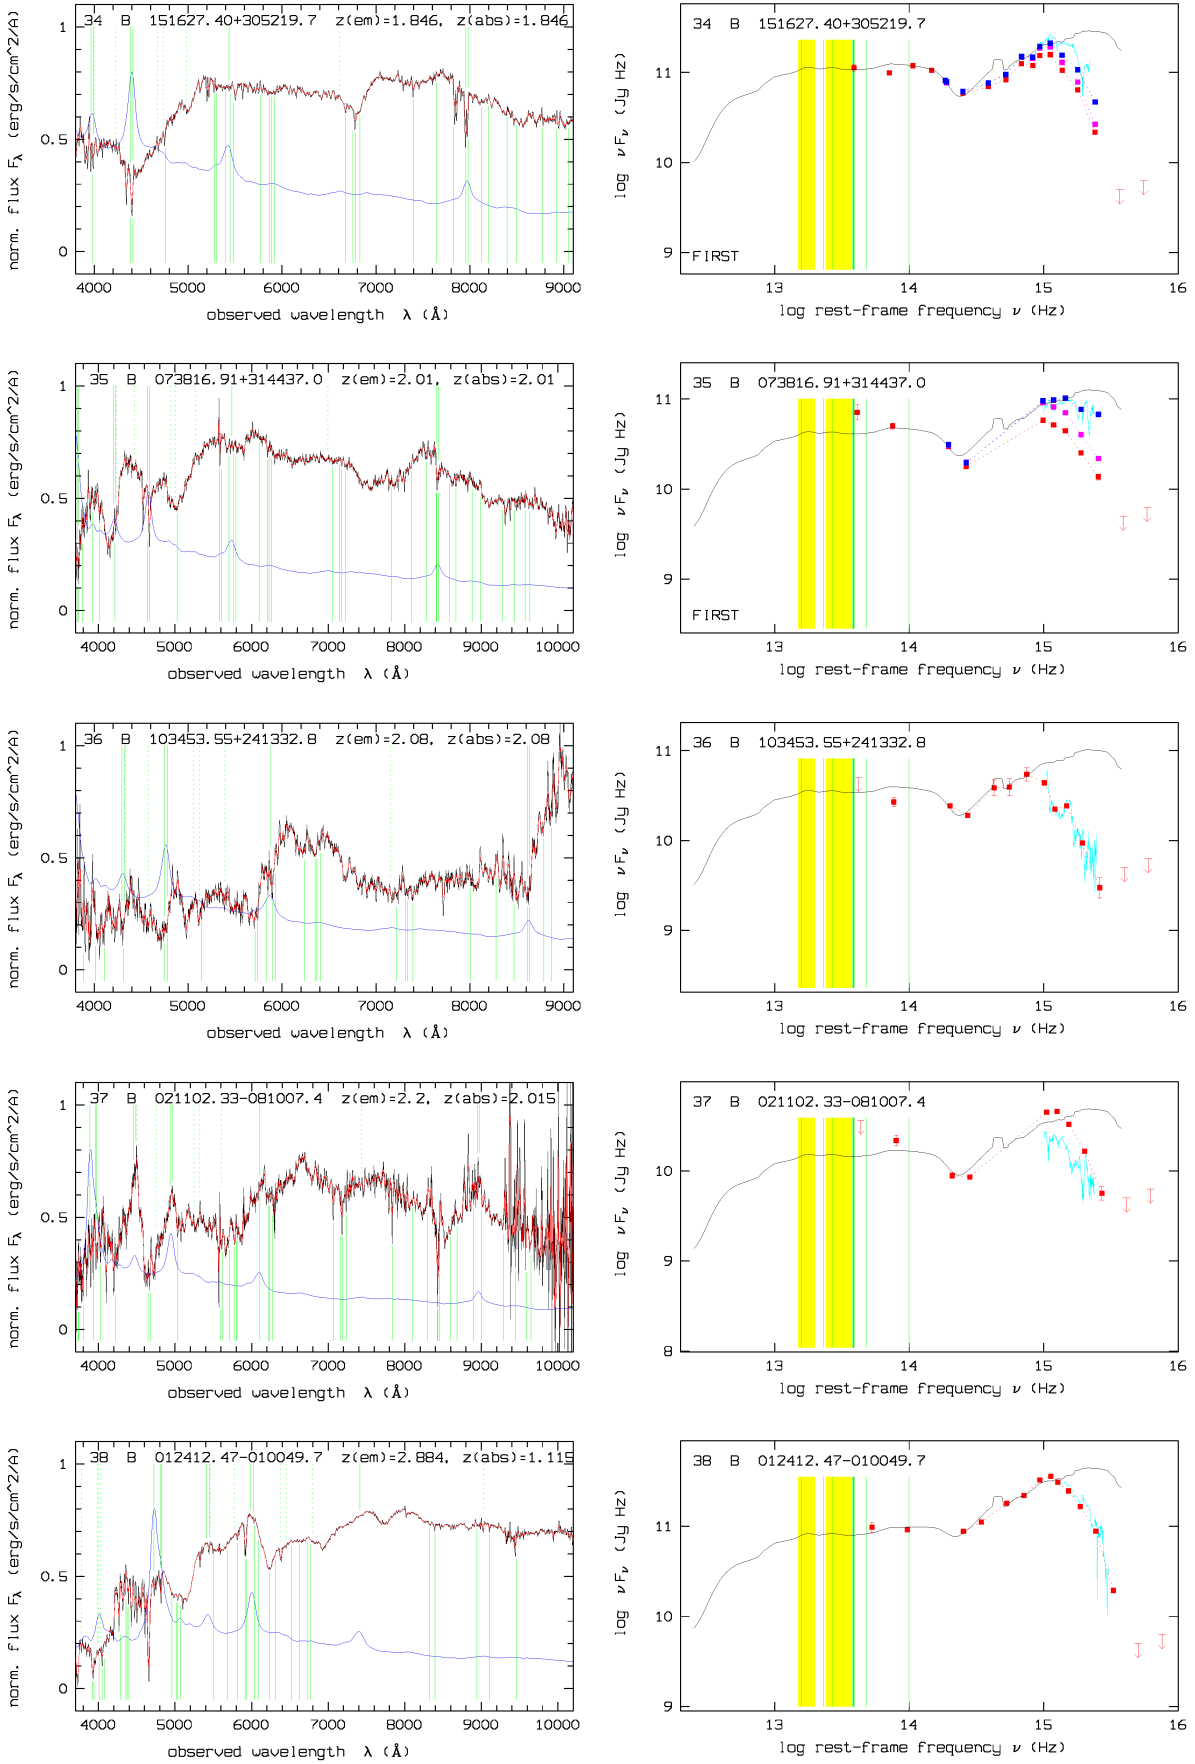 34 B 151627.40+305219.7 z(em)=1.846, z(abs)=1.846
norm. flux Fλ (erg/s/cm^2/A)
1
0.5
0
4000 5000 6000 7000 8000 9000
observed wavelength λ (Å)
34 B 151627.40+305219.7
log νFν (Jy Hz)
11
10
9
FIRST
13 14 15 16
log rest-frame frequency ν (Hz)
35 B 073816.91+314437.0 z(em)=2.01, z(abs)=2.01
norm. flux Fλ (erg/s/cm^2/A)
1
0.5
0
4000 5000 6000 7000 8000 9000 10000
observed wavelength λ (Å)
35 B 073816.91+314437.0
log νFν (Jy Hz)
11
10
9
FIRST
13 14 15 16
log rest-frame frequency ν (Hz)
36 B 103453.55+241332.8 z(em)=2.08, z(abs)=2.08
norm. flux Fλ (erg/s/cm^2/A)
1
0.5
0
4000 5000 6000 7000 8000 9000
observed wavelength λ (Å)
36 B 103453.55+241332.8
log νFν (Jy Hz)
11
10
9
13 14 15 16
log rest-frame frequency ν (Hz)
37 B 021102.33-081007.4 z(em)=2.2, z(abs)=2.015
norm. flux Fλ (erg/s/cm^2/A)
1
0.5
0
4000 5000 6000 7000 8000 9000 10000
observed wavelength λ (Å)
37 B 021102.33-081007.4
log νFν (Jy Hz)
10
9
8
13 14 15 16
log rest-frame frequency ν (Hz)
38 B 012412.47-010049.7 z(em)=2.884, z(abs)=1.115
norm. flux Fλ (erg/s/cm^2/A)
1
0.5
0
4000 5000 6000 7000 8000 9000 10000
observed wavelength λ (Å)
38 B 012412.47-010049.7
log νFν (Jy Hz)
11
10
9
13 14 15 16
log rest-frame frequency ν (Hz)